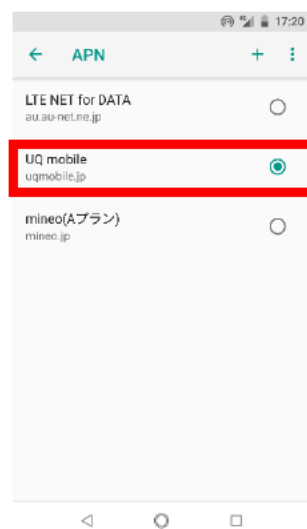 17:20
APN
LTE NET for DATA
au.au-net.ne.jp
UQ mobile
uqmobile.jp
mineo(Aプラン)
mineo.jp